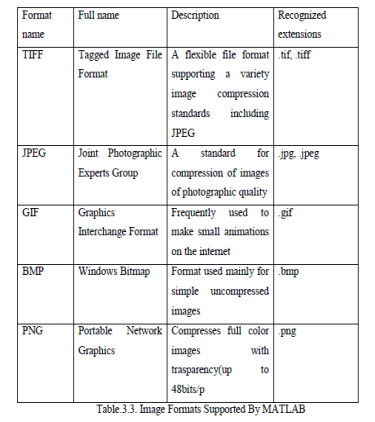 Format name | Full name | Description | Recognized extensions
TIFF | Tagged Image File Format | A flexible file format supporting a variety image compression standards including JPEG | .tif, .tiff
JPEG | Joint Photographic Experts Group | A standard for compression of images of photographic quality | .jpg, .jpeg
GIF | Graphics Interchange Format | Frequently used to make small animations on the internet | .gif
BMP | Windows Bitmap | Format used mainly for simple uncompressed images | .bmp
PNG | Portable Network Graphics | Compresses full color images with trasparency(up to 48bits/p | .png
Table.3.3. Image Formats Supported By MATLAB